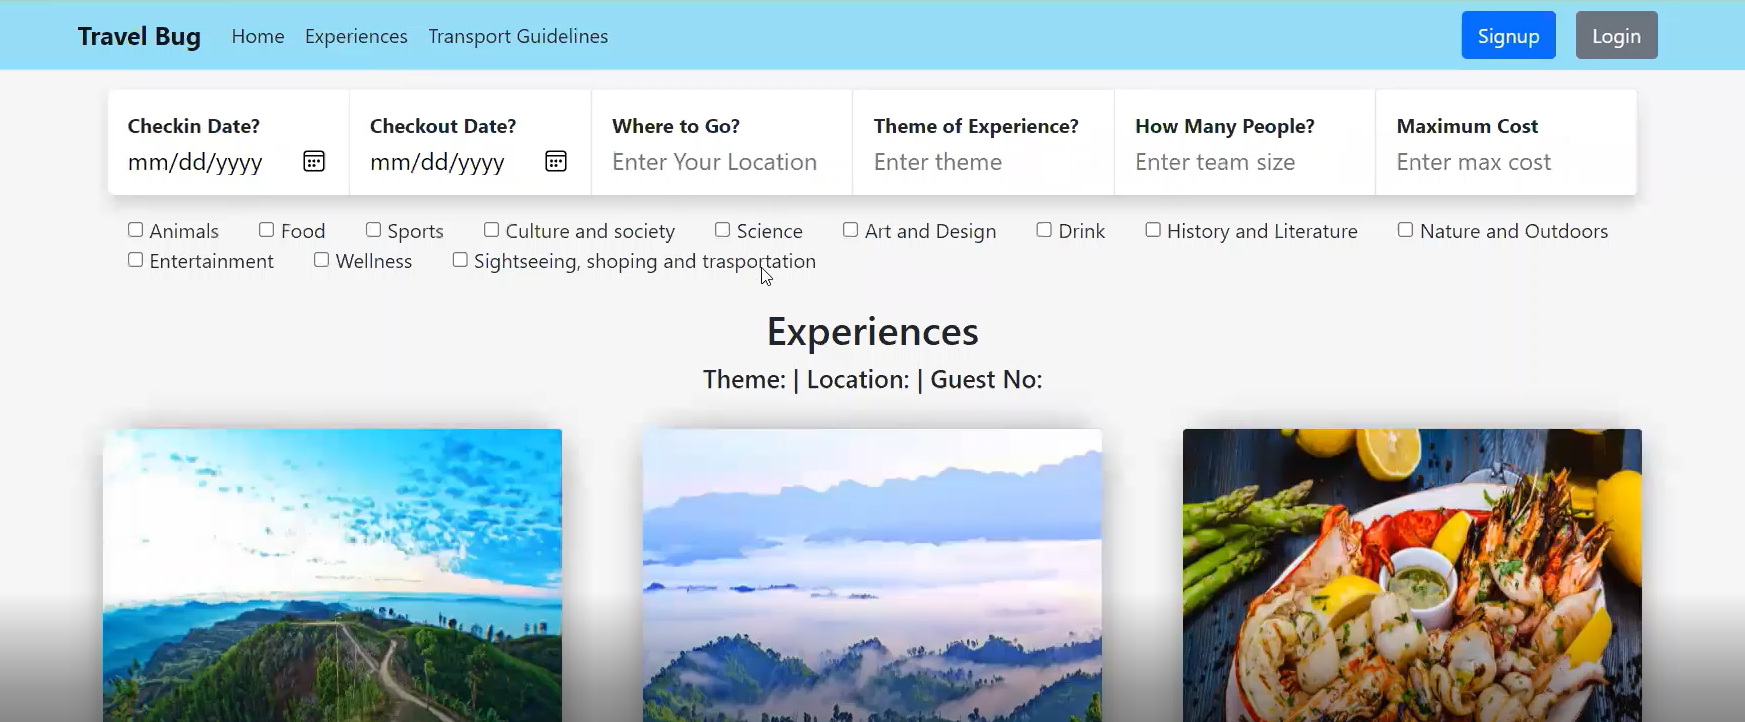 Travel Bug Home Experiences Transport Guidelines Signup Login
Checkin Date? Checkout Date? Where to Go? Theme of Experience? How Many People? Maximum Cost
mm/dd/yyyy mm/dd/yyyy Enter Your Location Enter theme Enter team size Enter max cost
Animals Food Sports Culture and society Science Art and Design Drink History and Literature Nature and Outdoors
Entertainment Wellness Sightseeing, shoping and trasportation
Experiences
Theme: | Location: | Guest No: